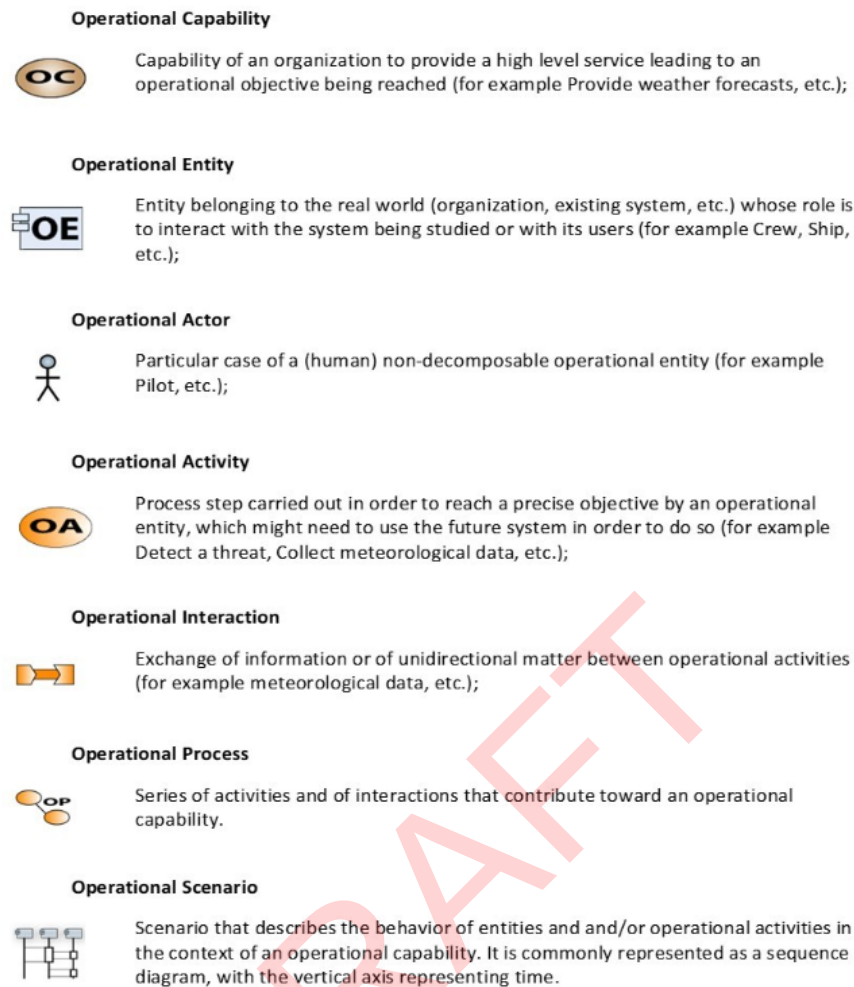 Operational Capability
OC
Capability of an organization to provide a high level service leading to an
operational objective being reached (for example Provide weather forecasts, etc.);
Operational Entity
OE
Entity belonging to the real world (organization, existing system, etc.) whose role is
to interact with the system being studied or with its users (for example Crew, Ship,
etc.);
Operational Actor
Particular case of a (human) non-decomposable operational entity (for example
Pilot, etc.);
Operational Activity
OA
Process step carried out in order to reach a precise objective by an operational
entity, which might need to use the future system in order to do so (for example
Detect a threat, Collect meteorological data, etc.);
Operational Interaction
Exchange of information or of unidirectional matter between operational activities
(for example meteorological data, etc.);
Operational Process
OP
Series of activities and of interactions that contribute toward an operational
capability.
Operational Scenario
Scenario that describes the behavior of entities and and/or operational activities in
the context of an operational capability. It is commonly represented as a sequence
diagram, with the vertical axis representing time.
RAFT